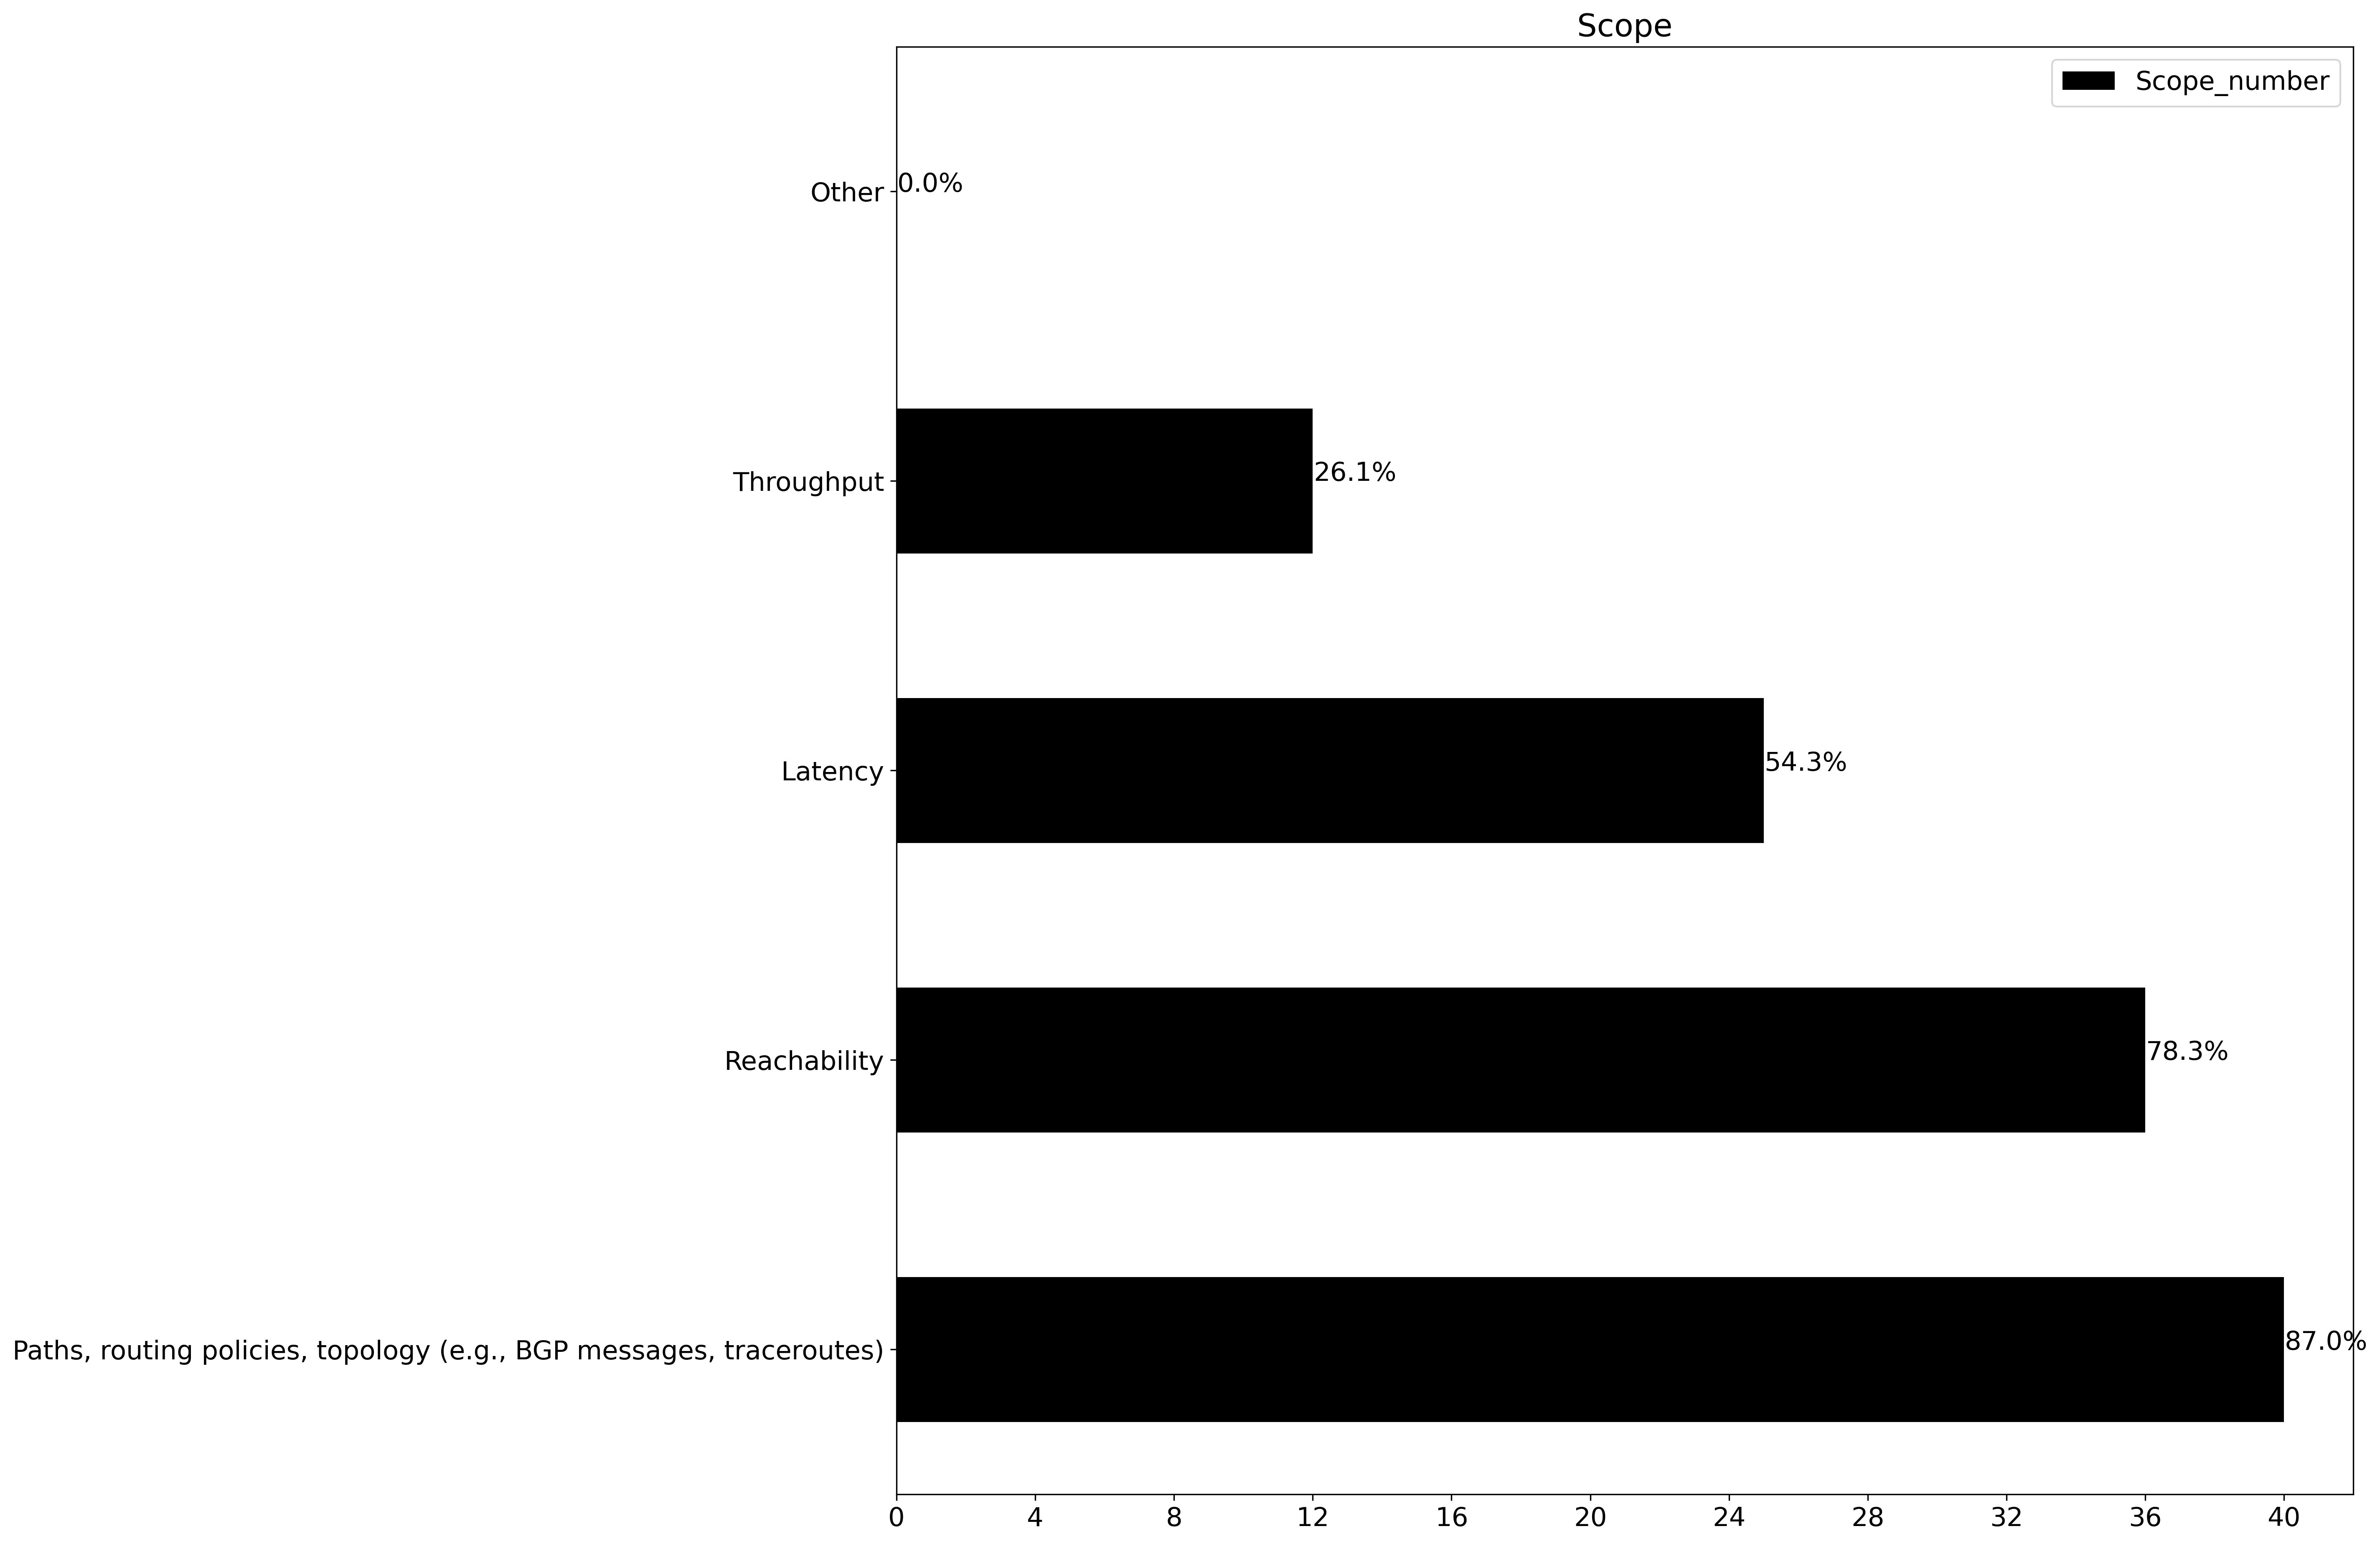 Scope
Scope_number
Other
0.0%
Throughput
26.1%
Latency
54.3%
Reachability
78.3%
Paths, routing policies, topology (e.g., BGP messages, traceroutes)
87.0%
0 4 8 12 16 20 24 28 32 36 40